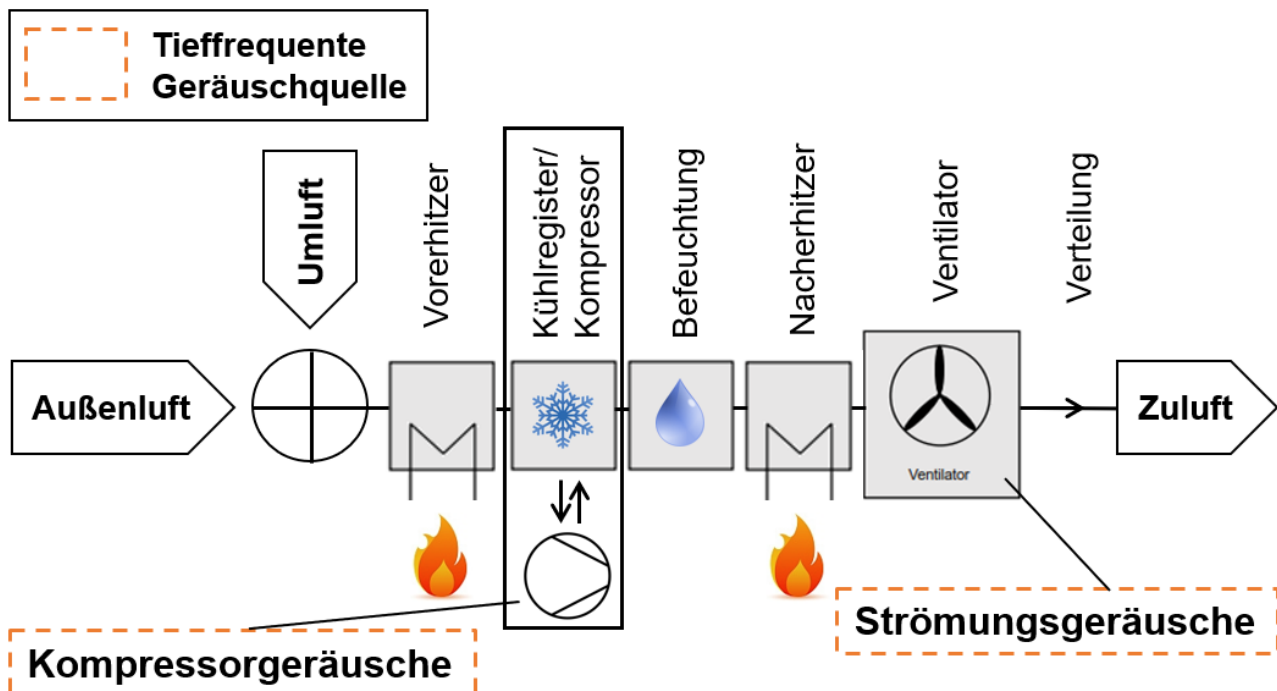 Tieffrequente
Geräuschquelle
Umluft
Vorerhitzer
Kühlregister/
Kompressor
Befeuchtung
Nacherhitzer
Ventilator
Verteilung
Außenluft
Zuluft
Ventilator
Strömungsgeräusche
Kompressorgeräusche